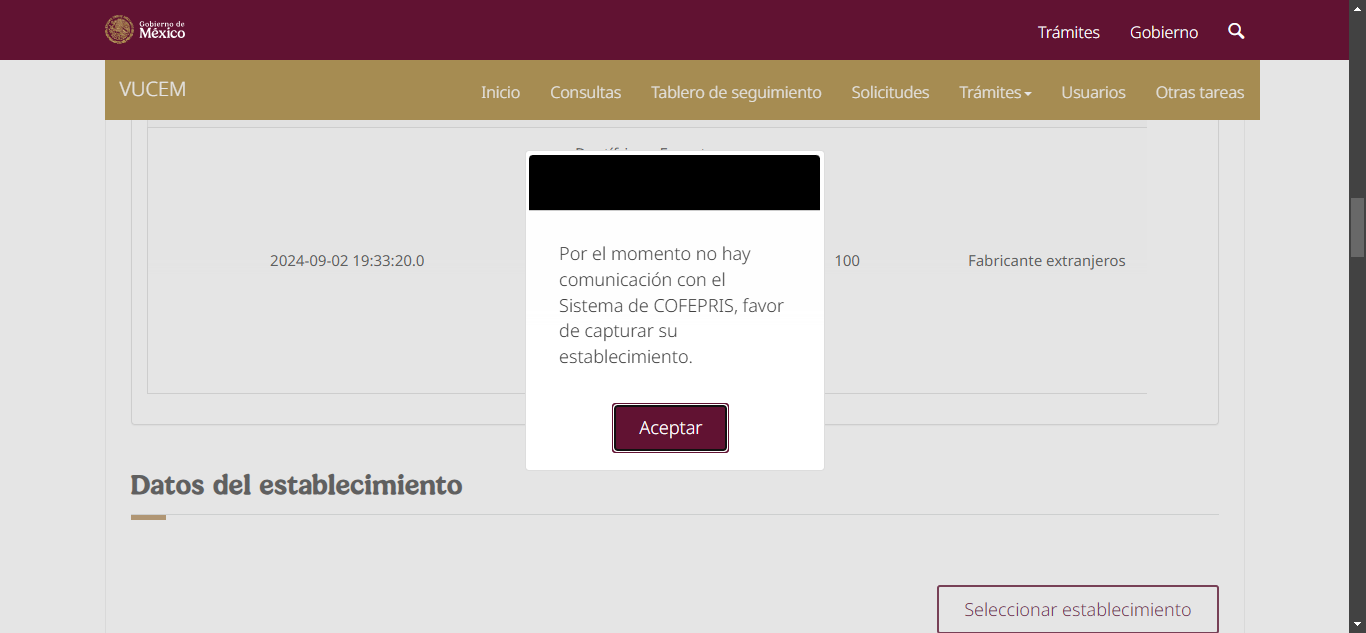 Gobierno de
México
Trámites
Gobierno
VUCEM
Inicio
Consultas
Tablero de seguimiento
Solicitudes
Trámites
Usuarios
Otras tareas
2024-09-02 19:33:20.0
100
Fabricante extranjeros
Por el momento no hay
comunicación con el
Sistema de COFEPRIS, favor
de capturar su
establecimiento.
Aceptar
Datos del establecimiento
Seleccionar establecimiento